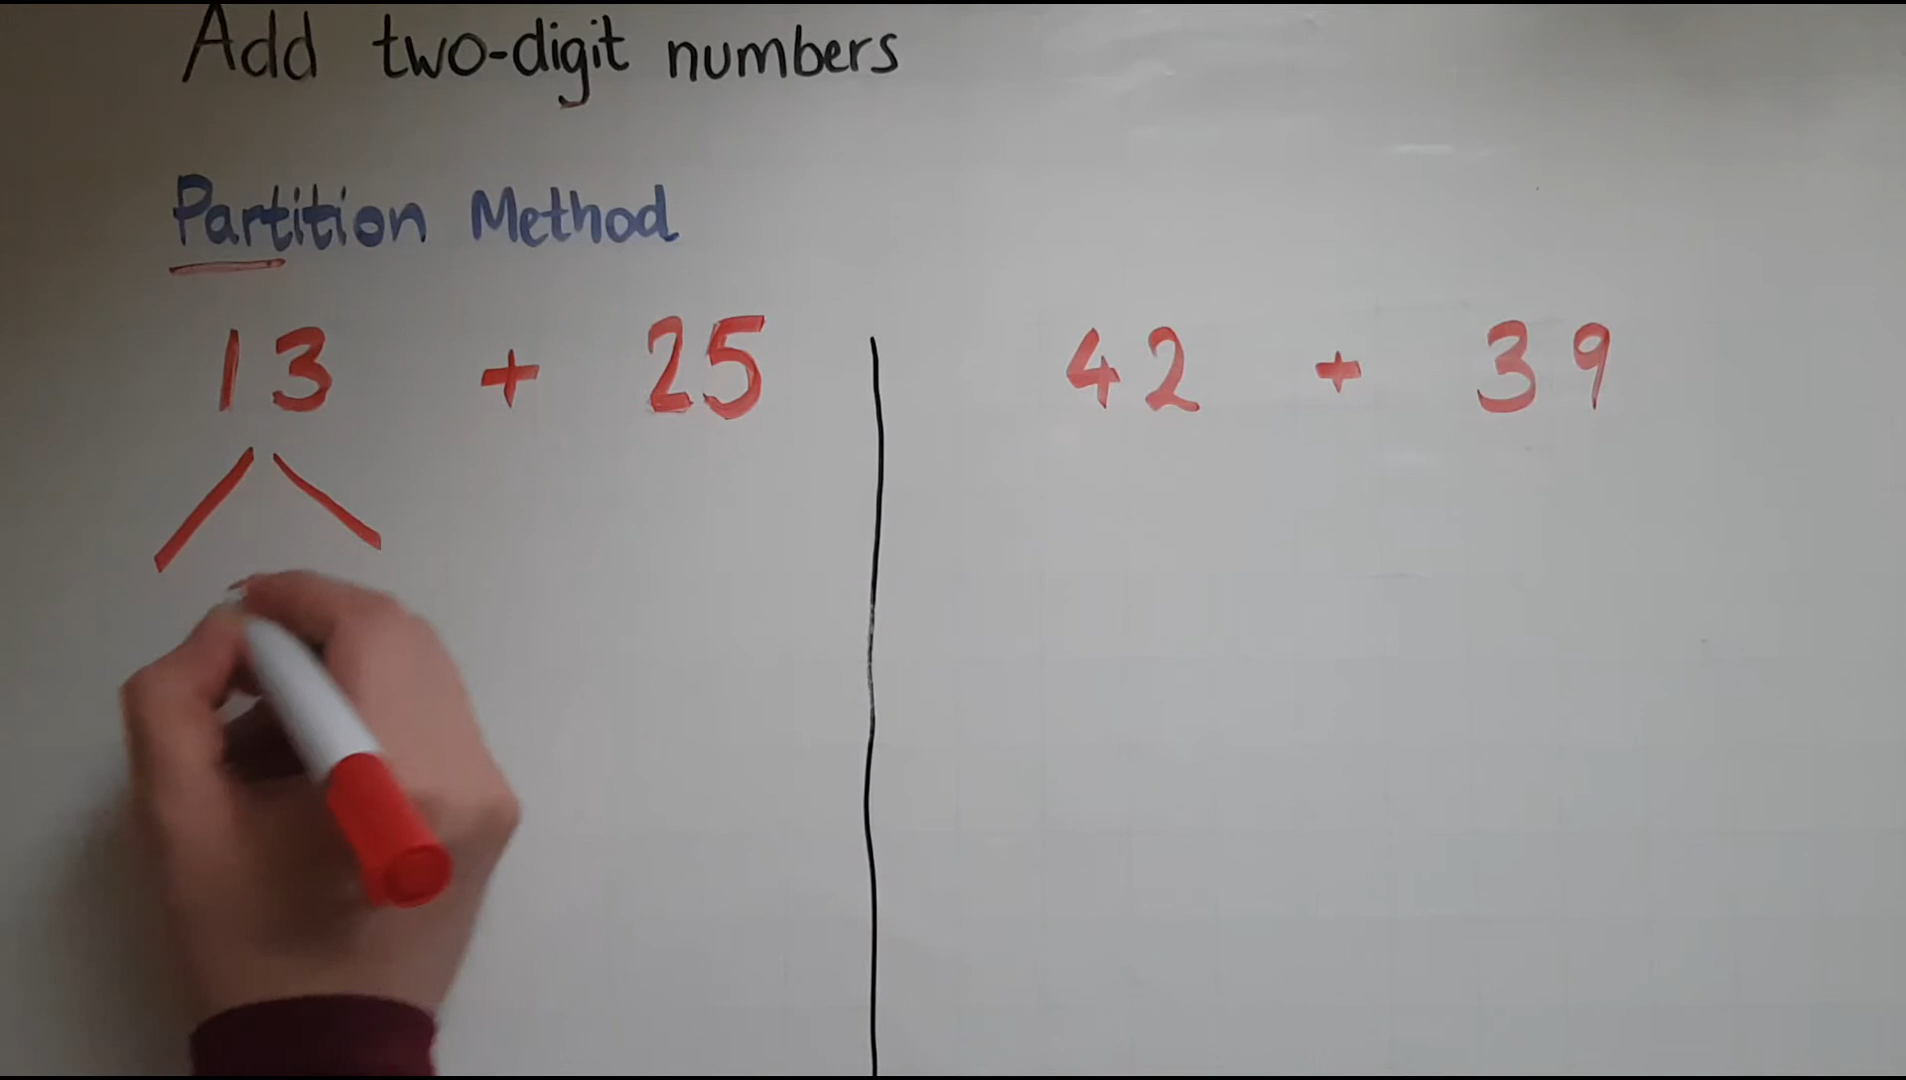 Add two-digit numbers
Partition Method
13 + 25
42 + 39